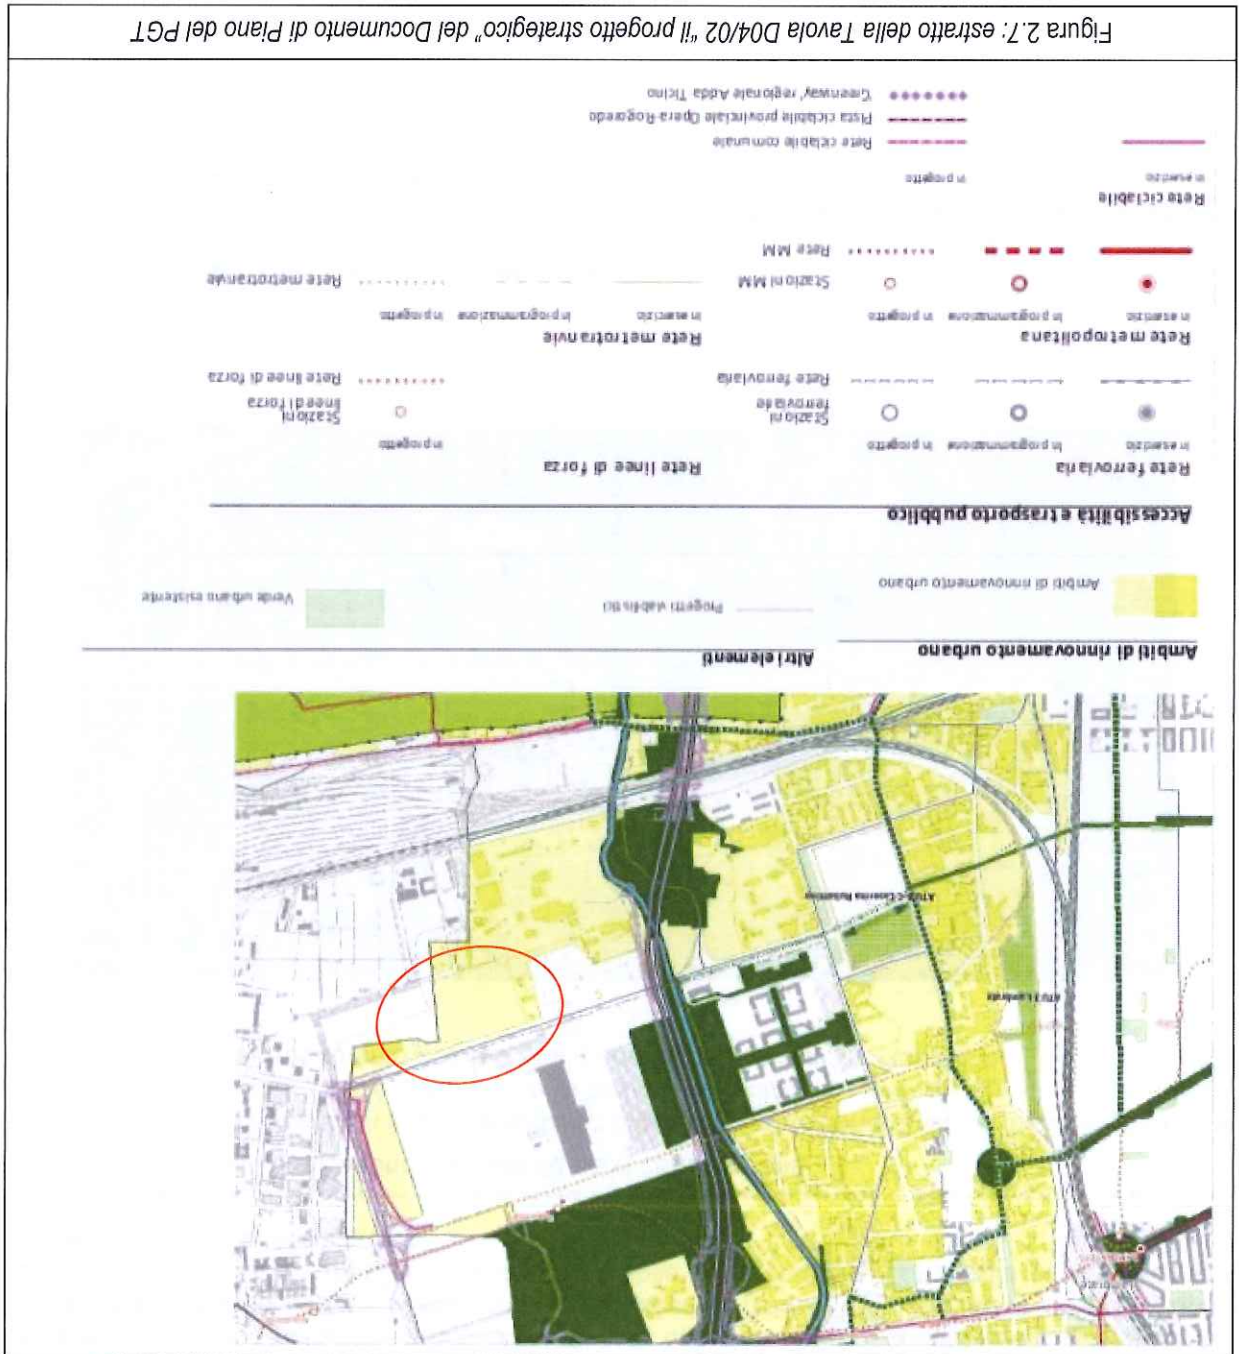 Ambiti di rinnovamento urbano
Ambiti di rinnovamento urbano
Altri elementi
Progetti viabilistici
Verde urbano esistente
Accessibilità e trasporto pubblico
Rete ferroviaria
in esercizio
in programmazione
in progetto
Stazioni
ferroviarie
Rete ferroviaria
Rete linee di forza
in progetto
Stazioni
linee di forza
Rete linee di forza
Rete metropolitana
in esercizio
in programmazione
in progetto
Stazioni MM
Rete MM
Rete metrotranvie
in esercizio
in programmazione
in progetto
Rete metrotranvie
Rete ciclabile
in esercizio
in progetto
Rete ciclabile comunale
Pista ciclabile provinciale Opera-Rogoredo
'Greenway' regionale Adda Ticino
Figura 2.7: estratto della Tavola D04/02 "il progetto strategico" del Documento di Piano del PGT